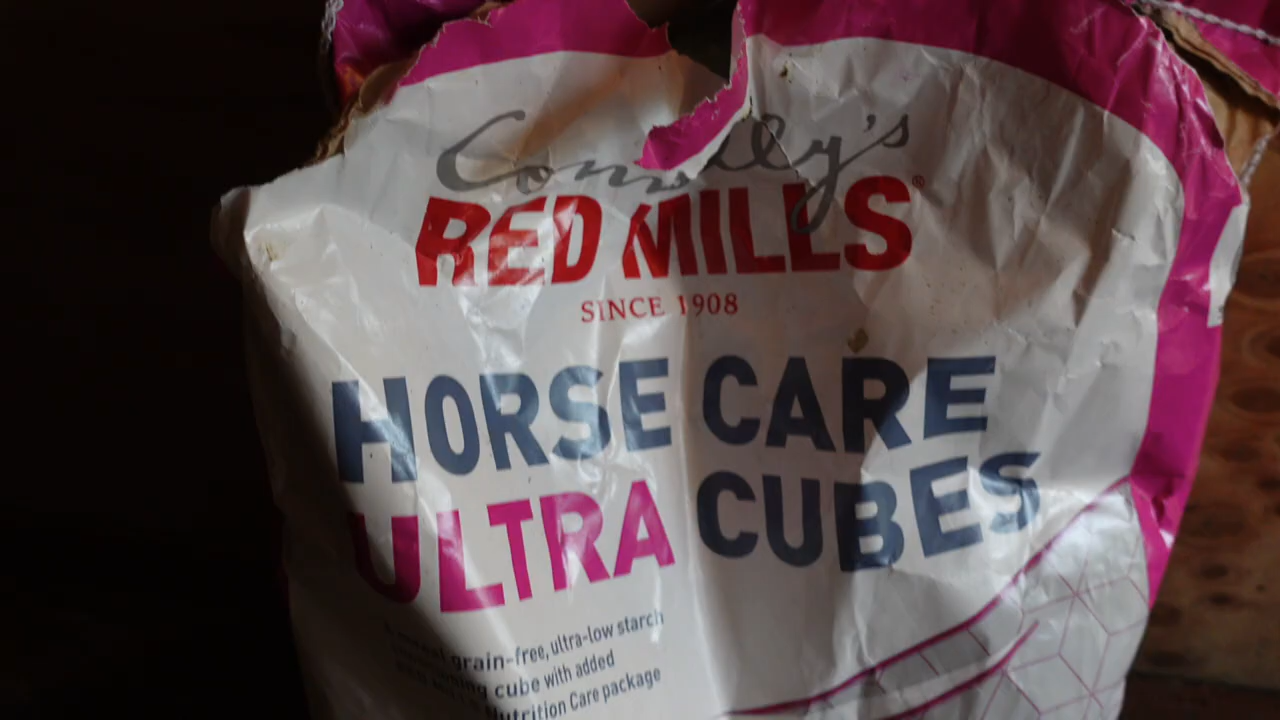 Connolly's
RED MILLS®
SINCE 1908
HORSE CARE
ULTRA CUBES
grain-free, ultra-low starch
cube with added
Nutrition Care package